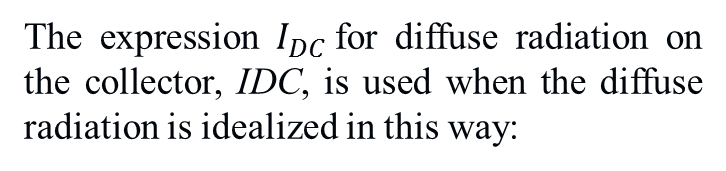 The expression I_DC for diffuse radiation on
the collector, IDC, is used when the diffuse
radiation is idealized in this way: